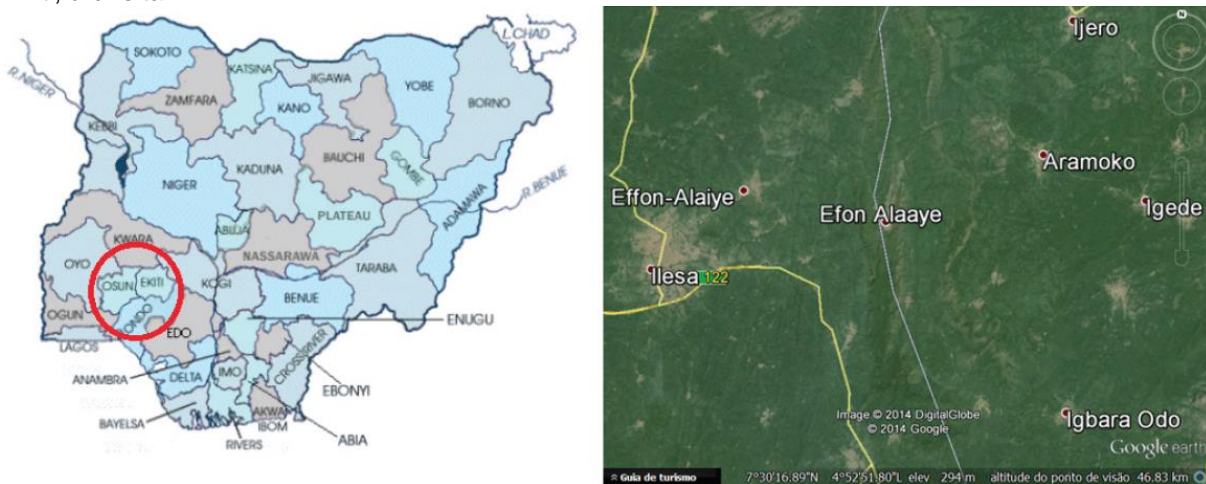 L.CHAD
SOKOTO
KATSINA
JIGAWA
YOBE
BORNO
R.NIGER
ZAMFARA
KANO
KEBBI
BAUCHI
GOMBE
KADUNA
NIGER
ADAMAWA
R.BENUE
PLATEAU
ABUJA
KWARA
NASSARAWA
OYO
KOGI
TARABA
OSUN
EKITI
BENUE
OGUN
ONDO
EDO
ENUGU
LAGOS
ANAMBRA
IMO
CROSS RIVER
EBONYI
DELTA
BAYELSA
AKWA
IBOM
ABIA
RIVERS
Ijero
N
Aramoko
Effon-Alaiye
Efon Alaaye
Igede
Ilesa
122
Image © 2014 DigitalGlobe
© 2014 Google
Igbara Odo
Google earth
Guia de turismo 7°30'16.89"N 4°52'51.80"L elev 294 m altitude do ponto de visão 46.83 km